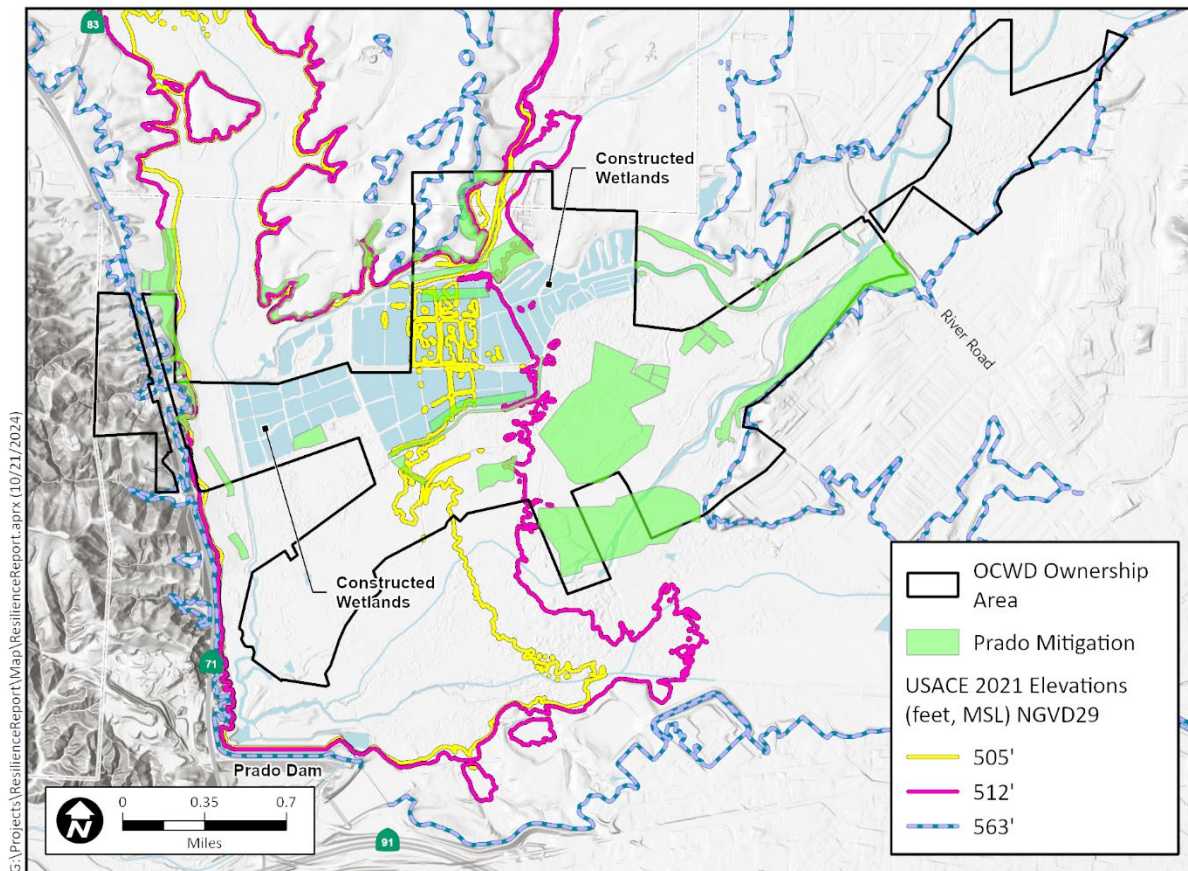 83
Constructed
Wetlands
River Road
Constructed
Wetlands
71
Prado Dam
91
N
0 0.35 0.7
Miles
OCWD Ownership
Area
Prado Mitigation
USACE 2021 Elevations
(feet, MSL) NGVD29
505'
512'
563'
G:\Projects\ResilienceReport\Map\ResilienceReport.aprx (10/21/2024)